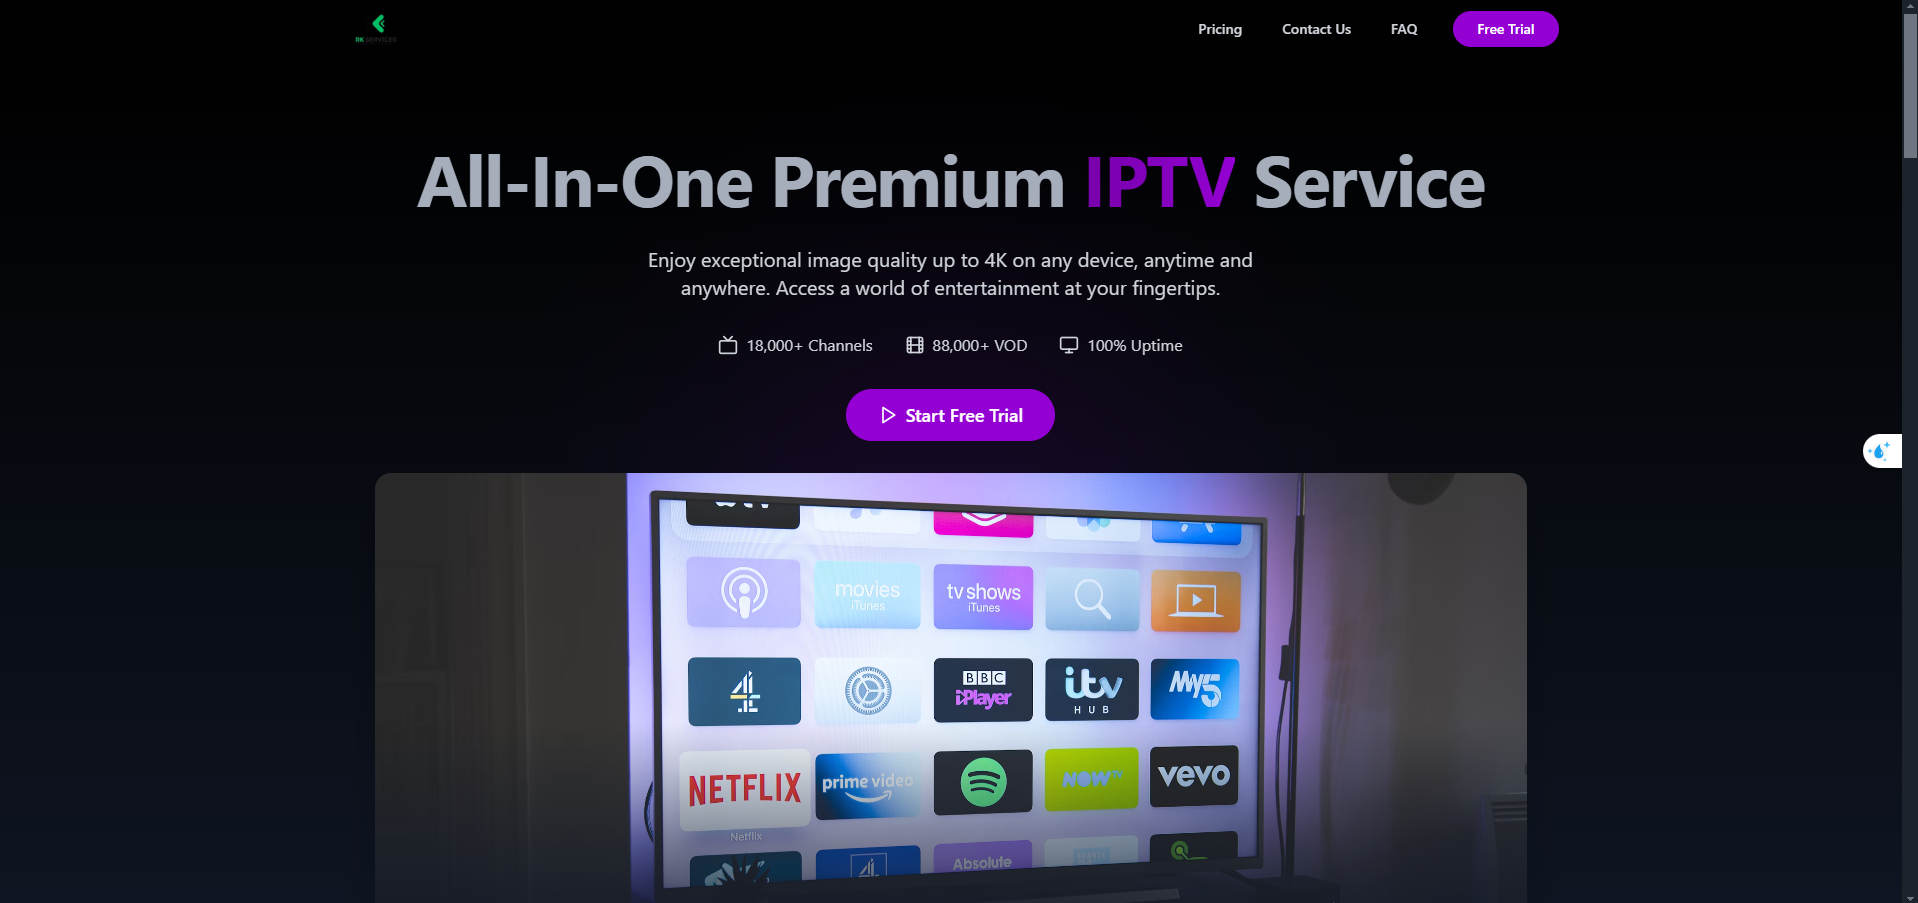 RK SERVICES
Pricing
Contact Us
FAQ
Free Trial
All-In-One Premium IPTV Service
Enjoy exceptional image quality up to 4K on any device, anytime and
anywhere. Access a world of entertainment at your fingertips.
18,000+ Channels
88,000+ VOD
100% Uptime
Start Free Trial
movies
iTunes
tv shows
iTunes
4
BBC
iPlayer
itv
HUB
My5
NETFLIX
prime video
NOW TV
vevo
Netflix
4
Absolute